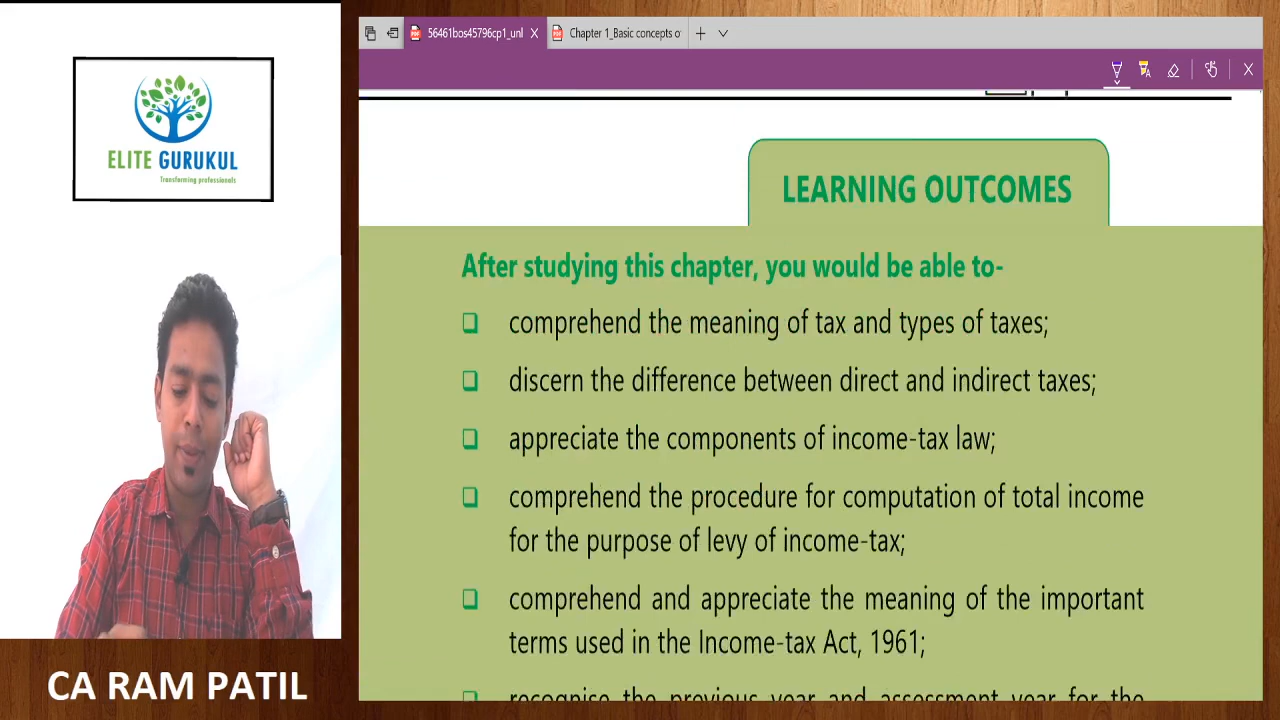 56461bos45796cp1_unl
Chapter 1_Basic concepts o
ELITE GURUKUL
Transforming professionals
LEARNING OUTCOMES
After studying this chapter, you would be able to-
comprehend the meaning of tax and types of taxes;
discern the difference between direct and indirect taxes;
appreciate the components of income-tax law;
comprehend the procedure for computation of total income
for the purpose of levy of income-tax;
comprehend and appreciate the meaning of the important
terms used in the Income-tax Act, 1961;
recognise the previous year and assessment year for the
CA RAM PATIL